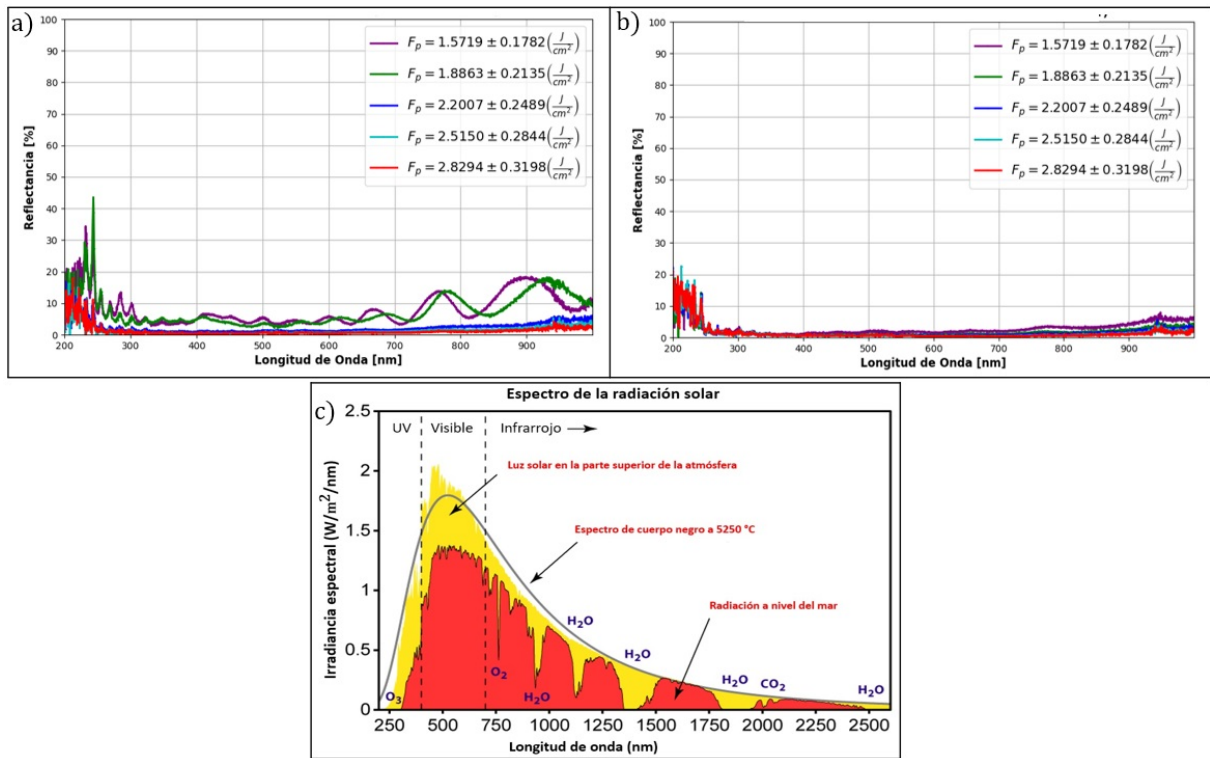 a)
100
90
80
70
60
50
40
30
20
10
0
Reflectancia [%]
F_p = 1.5719 ± 0.1782 (J/cm²)
F_p = 1.8863 ± 0.2135 (J/cm²)
F_p = 2.2007 ± 0.2489 (J/cm²)
F_p = 2.5150 ± 0.2844 (J/cm²)
F_p = 2.8294 ± 0.3198 (J/cm²)
200 300 400 500 600 700 800 900
Longitud de Onda [nm]
b)
100
90
80
70
60
50
40
30
20
10
0
Reflectancia [%]
F_p = 1.5719 ± 0.1782 (J/cm²)
F_p = 1.8863 ± 0.2135 (J/cm²)
F_p = 2.2007 ± 0.2489 (J/cm²)
F_p = 2.5150 ± 0.2844 (J/cm²)
F_p = 2.8294 ± 0.3198 (J/cm²)
200 300 400 500 600 700 800 900
Longitud de Onda [nm]
c)
Espectro de la radiación solar
2.5
2
1.5
1
0.5
0
Irradiancia espectral (W/m²/nm)
UV Visible Infrarrojo
Luz solar en la parte superior de la atmósfera
Espectro de cuerpo negro a 5250 °C
Radiación a nivel del mar
O₃
O₂
H₂O
H₂O
H₂O
H₂O
CO₂
H₂O
250 500 750 1000 1250 1500 1750 2000 2250 2500
Longitud de onda (nm)